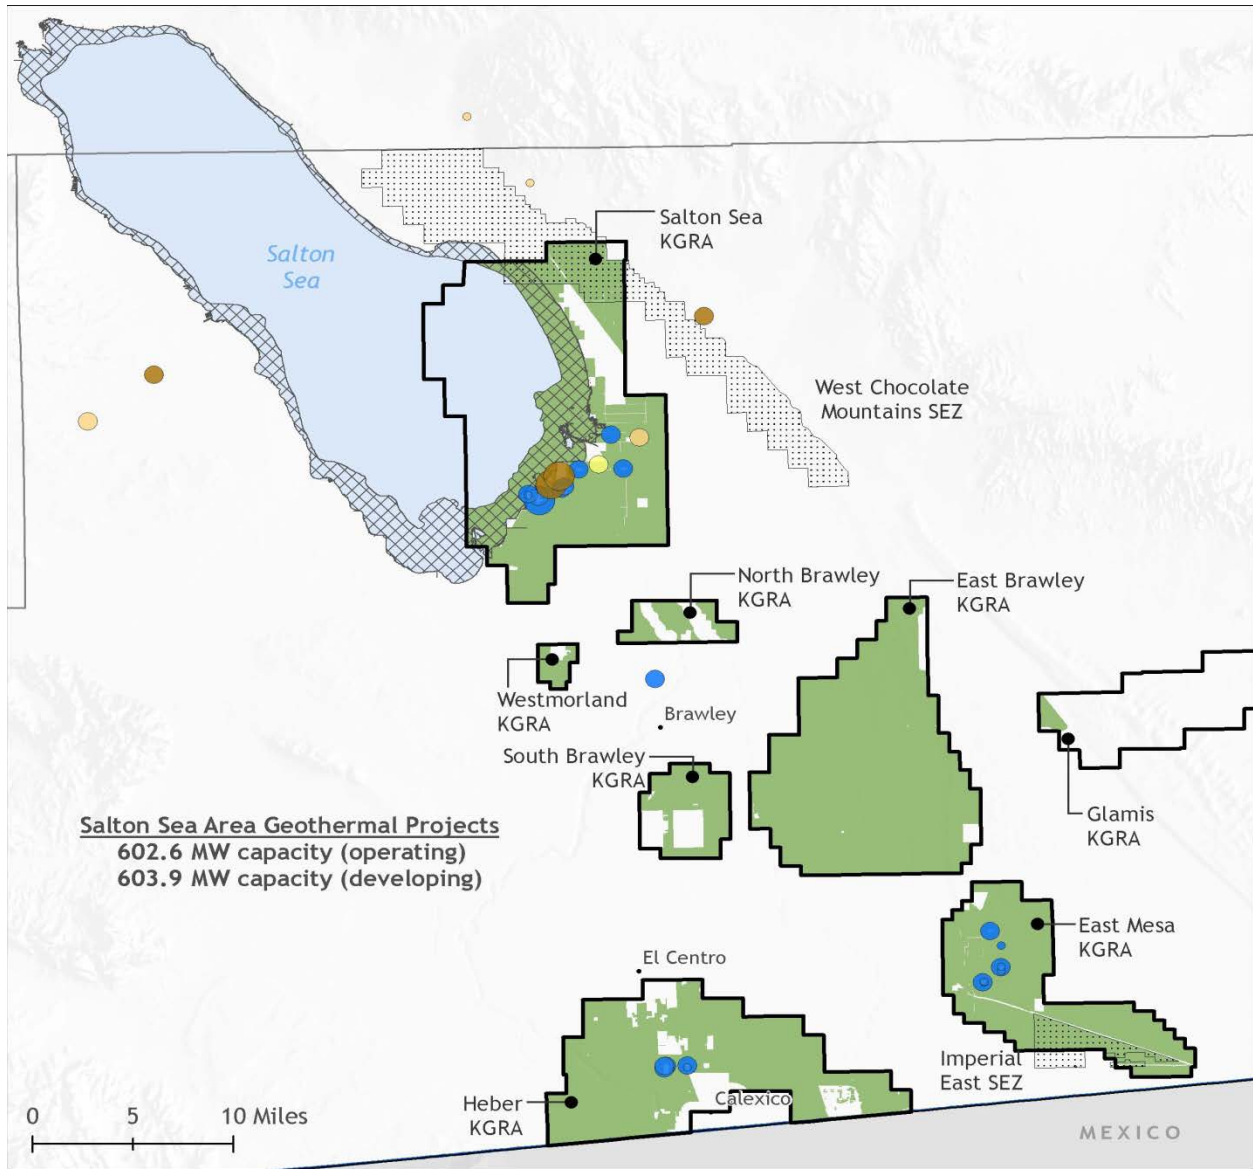 Salton Sea
KGRA
Salton
Sea
West Chocolate
Mountains SEZ
North Brawley
KGRA
East Brawley
KGRA
Westmorland
KGRA
Brawley
South Brawley
KGRA
Glamis
KGRA
Salton Sea Area Geothermal Projects
602.6 MW capacity (operating)
603.9 MW capacity (developing)
East Mesa
KGRA
El Centro
Imperial
East SEZ
Heber
KGRA
Calexico
0 5 10 Miles
MEXICO